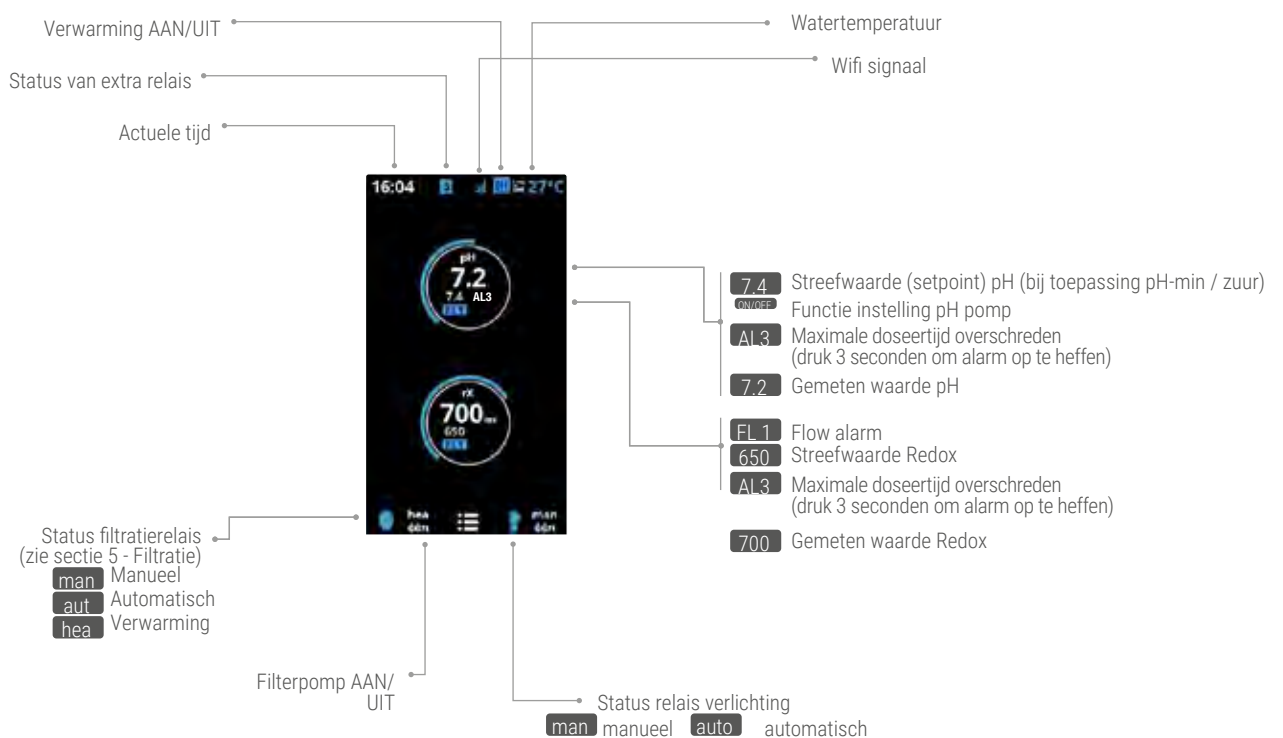 Verwarming AAN/UIT
Watertemperatuur
Wifi signaal
Status van extra relais
Actuele tijd
16:04
27°C
pH
7.2
7.4 AL3
rX
700
650
hea
man
7.4 Streefwaarde (setpoint) pH (bij toepassing pH-min / zuur)
ON/OFF Functie instelling pH pomp
AL3 Maximale doseertijd overschreden
(druk 3 seconden om alarm op te heffen)
7.2 Gemeten waarde pH
FL 1 Flow alarm
650 Streefwaarde Redox
AL3 Maximale doseertijd overschreden
(druk 3 seconden om alarm op te heffen)
700 Gemeten waarde Redox
Status filtratierelais
(zie sectie 5 - Filtratie)
man Manueel
aut Automatisch
hea Verwarming
Filterpomp AAN/
UIT
Status relais verlichting
man manueel auto automatisch